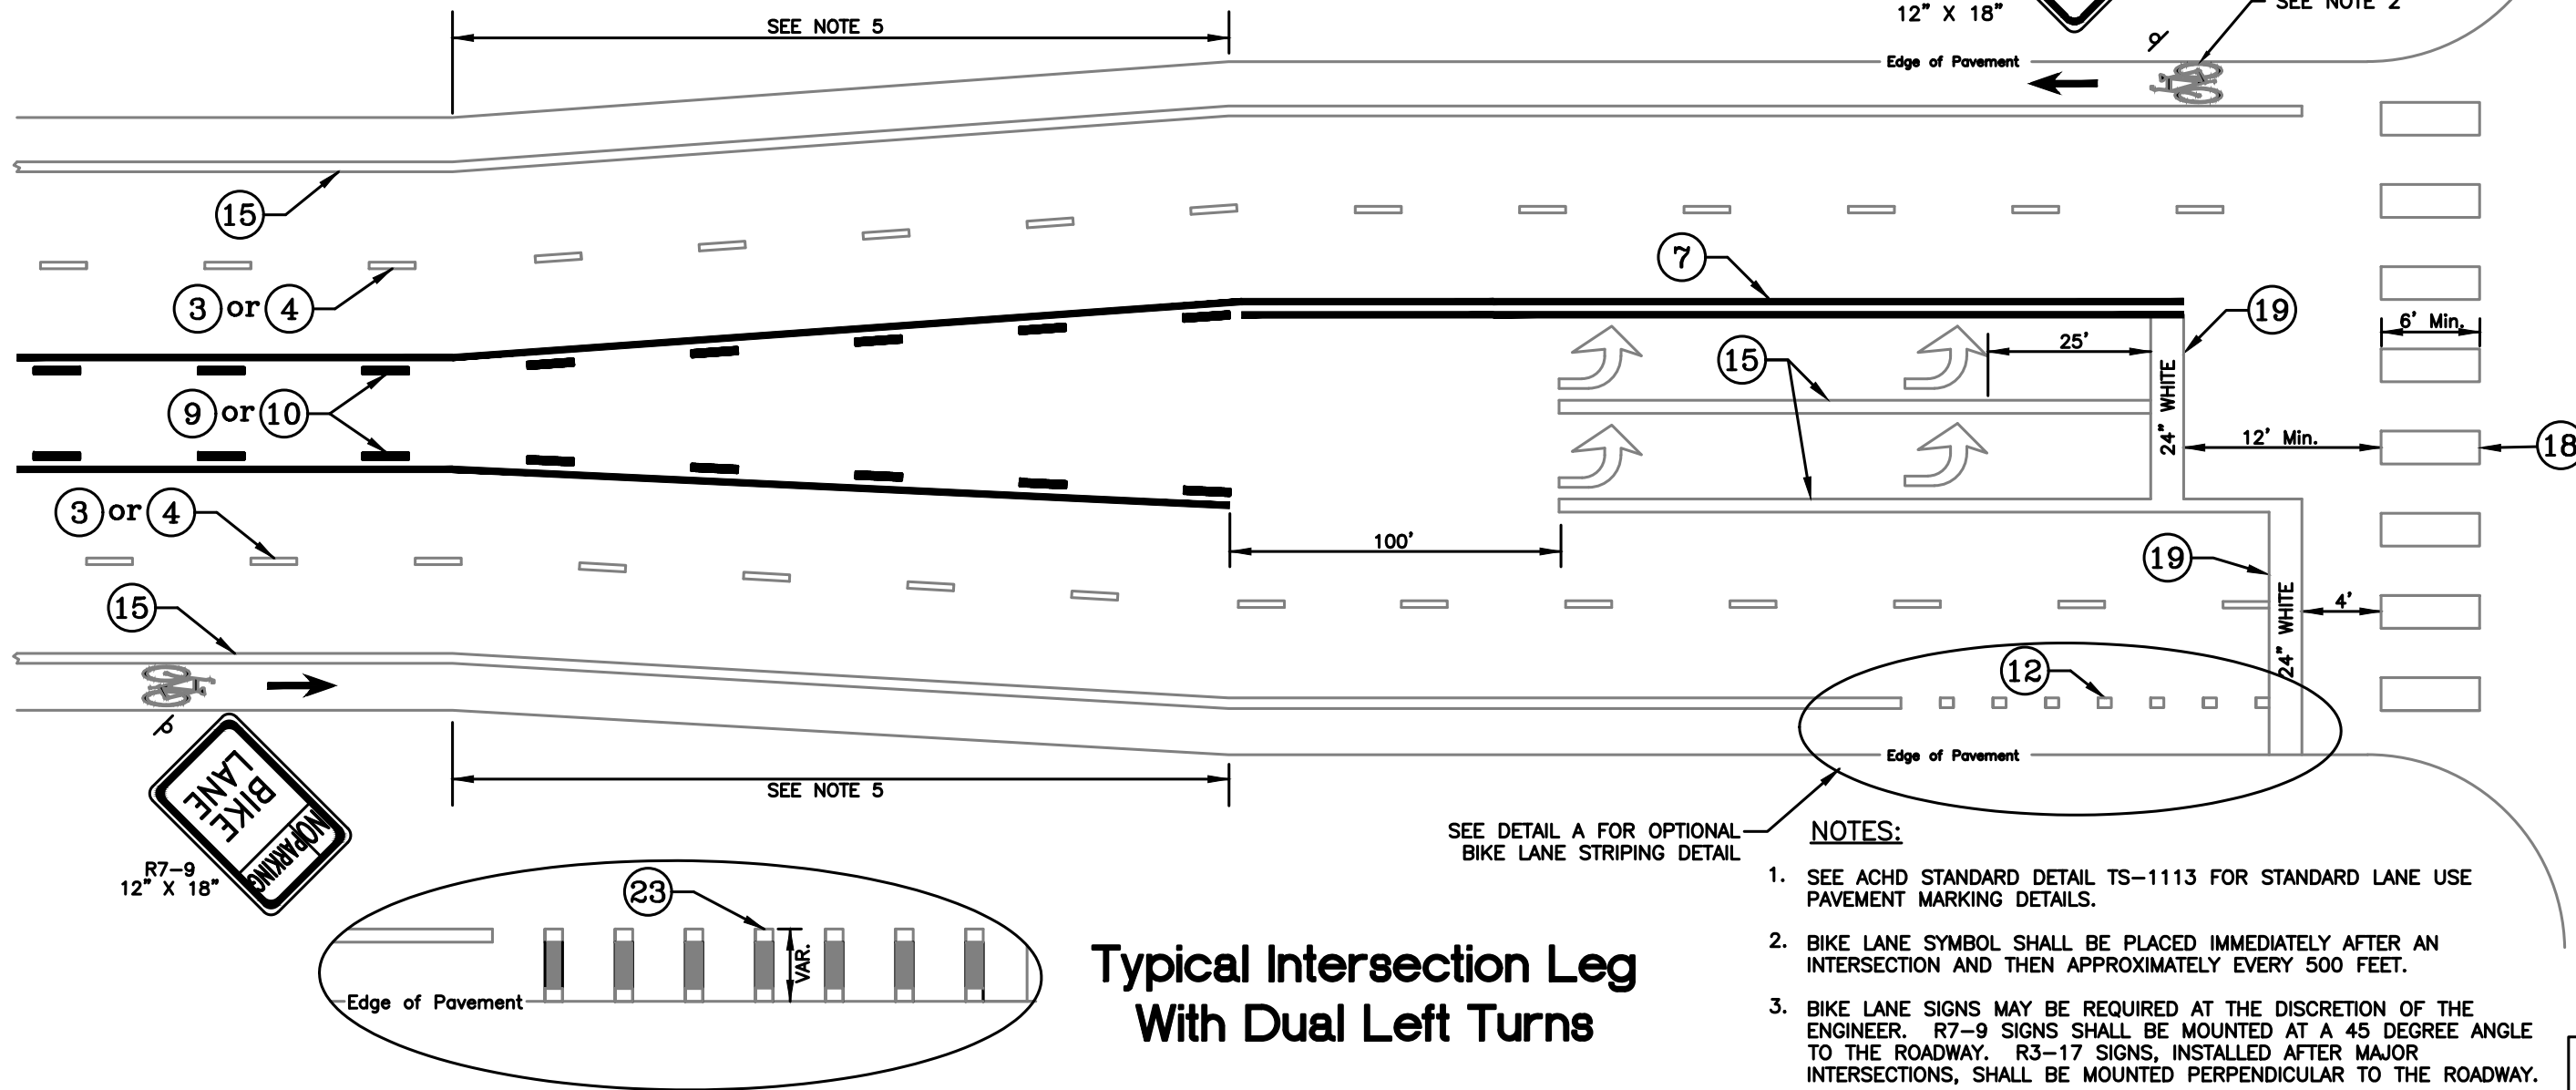 SEE NOTE 5
12" X 18"
SEE NOTE 2
Edge of Pavement
15
3 or 4
7
19
6' Min.
25'
15
24" WHITE
9 or 10
12' Min.
18
3 or 4
100'
19
15
24" WHITE
4'
12
Edge of Pavement
SEE NOTE 5
BIKE
LANE
NO PARKING
R7-9
12" X 18"
SEE DETAIL A FOR OPTIONAL
BIKE LANE STRIPING DETAIL
23
VAR.
Edge of Pavement
Typical Intersection Leg
With Dual Left Turns
NOTES:
1. SEE ACHD STANDARD DETAIL TS-1113 FOR STANDARD LANE USE
PAVEMENT MARKING DETAILS.
2. BIKE LANE SYMBOL SHALL BE PLACED IMMEDIATELY AFTER AN
INTERSECTION AND THEN APPROXIMATELY EVERY 500 FEET.
3. BIKE LANE SIGNS MAY BE REQUIRED AT THE DISCRETION OF THE
ENGINEER. R7-9 SIGNS SHALL BE MOUNTED AT A 45 DEGREE ANGLE
TO THE ROADWAY. R3-17 SIGNS, INSTALLED AFTER MAJOR
INTERSECTIONS, SHALL BE MOUNTED PERPENDICULAR TO THE ROADWAY.